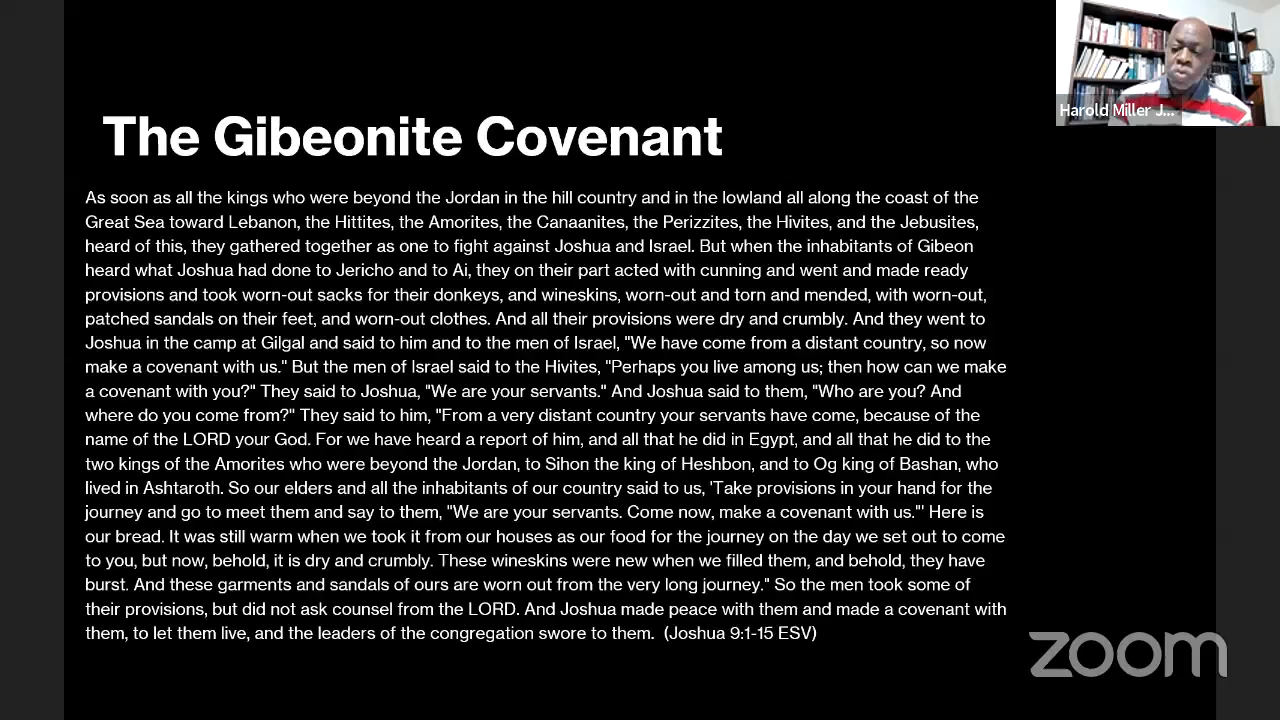 The Gibeonite Covenant
As soon as all the kings who were beyond the Jordan in the hill country and in the lowland all along the coast of the
Great Sea toward Lebanon, the Hittites, the Amorites, the Canaanites, the Perizzites, the Hivites, and the Jebusites,
heard of this, they gathered together as one to fight against Joshua and Israel. But when the inhabitants of Gibeon
heard what Joshua had done to Jericho and to Ai, they on their part acted with cunning and went and made ready
provisions and took worn-out sacks for their donkeys, and wineskins, worn-out and torn and mended, with worn-out,
patched sandals on their feet, and worn-out clothes. And all their provisions were dry and crumbly. And they went to
Joshua in the camp at Gilgal and said to him and to the men of Israel, "We have come from a distant country, so now
make a covenant with us." But the men of Israel said to the Hivites, "Perhaps you live among us; then how can we make
a covenant with you?" They said to Joshua, "We are your servants." And Joshua said to them, "Who are you? And
where do you come from?" They said to him, "From a very distant country your servants have come, because of the
name of the LORD your God. For we have heard a report of him, and all that he did in Egypt, and all that he did to the
two kings of the Amorites who were beyond the Jordan, to Sihon the king of Heshbon, and to Og king of Bashan, who
lived in Ashtaroth. So our elders and all the inhabitants of our country said to us, 'Take provisions in your hand for the
journey and go to meet them and say to them, "We are your servants. Come now, make a covenant with us."' Here is
our bread. It was still warm when we took it from our houses as our food for the journey on the day we set out to come
to you, but now, behold, it is dry and crumbly. These wineskins were new when we filled them, and behold, they have
burst. And these garments and sandals of ours are worn out from the very long journey." So the men took some of
their provisions, but did not ask counsel from the LORD. And Joshua made peace with them and made a covenant with
them, to let them live, and the leaders of the congregation swore to them.  (Joshua 9:1-15 ESV)
Harold Miller J...
zoom